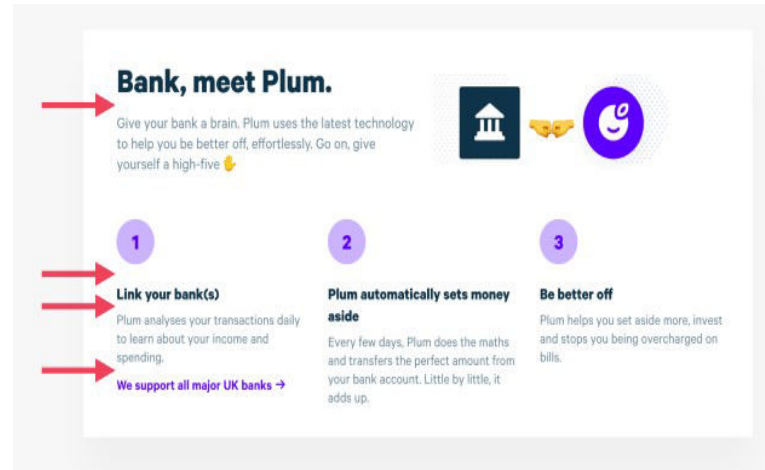 Bank, meet Plum.
Give your bank a brain. Plum uses the latest technology
to help you be better off, effortlessly. Go on, give
yourself a high-five ✋
1
Link your bank(s)
Plum analyses your transactions daily
to learn about your income and
spending.
We support all major UK banks →
2
Plum automatically sets money
aside
Every few days, Plum does the maths
and transfers the perfect amount from
your bank account. Little by little, it
adds up.
3
Be better off
Plum helps you set aside more, invest
and stops you being overcharged on
bills.